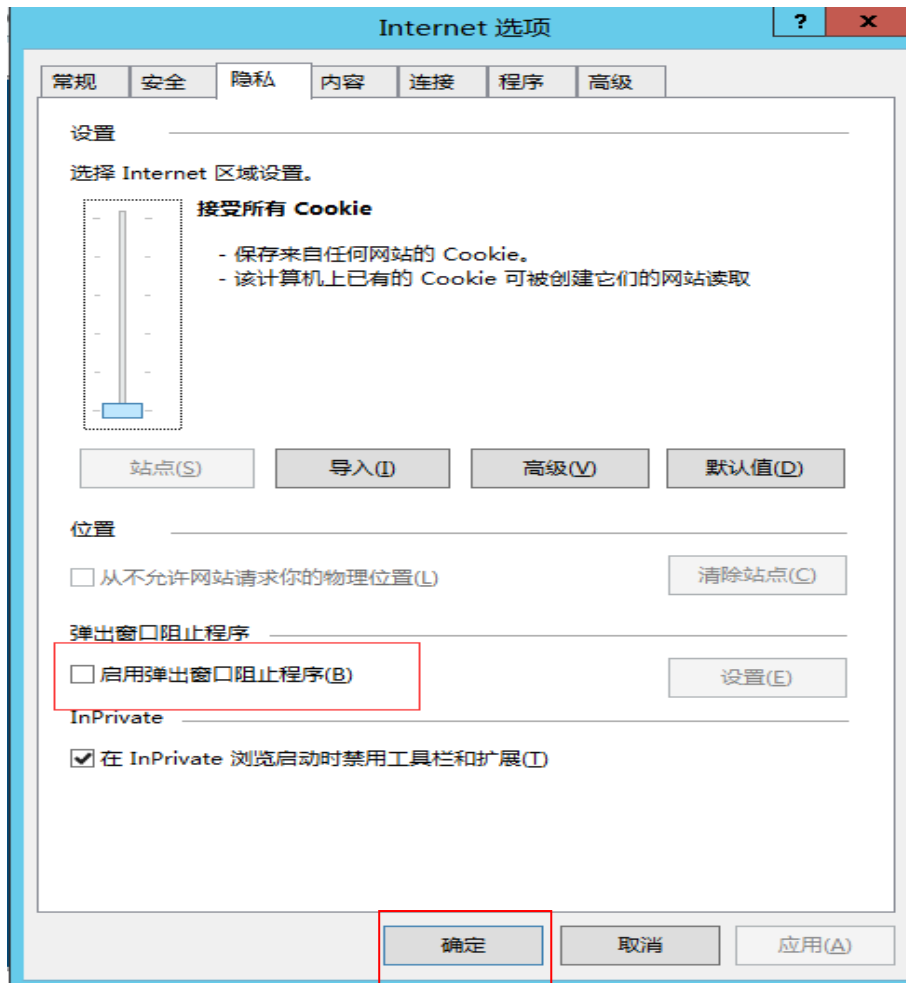 Internet 选项
? x
常规 安全 隐私 内容 连接 程序 高级
设置
选择 Internet 区域设置。
接受所有 Cookie
- 保存来自任何网站的 Cookie。
- 该计算机上已有的 Cookie 可被创建它们的网站读取
站点(S) 导入(I) 高级(V) 默认值(D)
位置
从不允许网站请求你的物理位置(L) 清除站点(C)
弹出窗口阻止程序
启用弹出窗口阻止程序(B) 设置(E)
InPrivate
在 InPrivate 浏览启动时禁用工具栏和扩展(T)
确定 取消 应用(A)